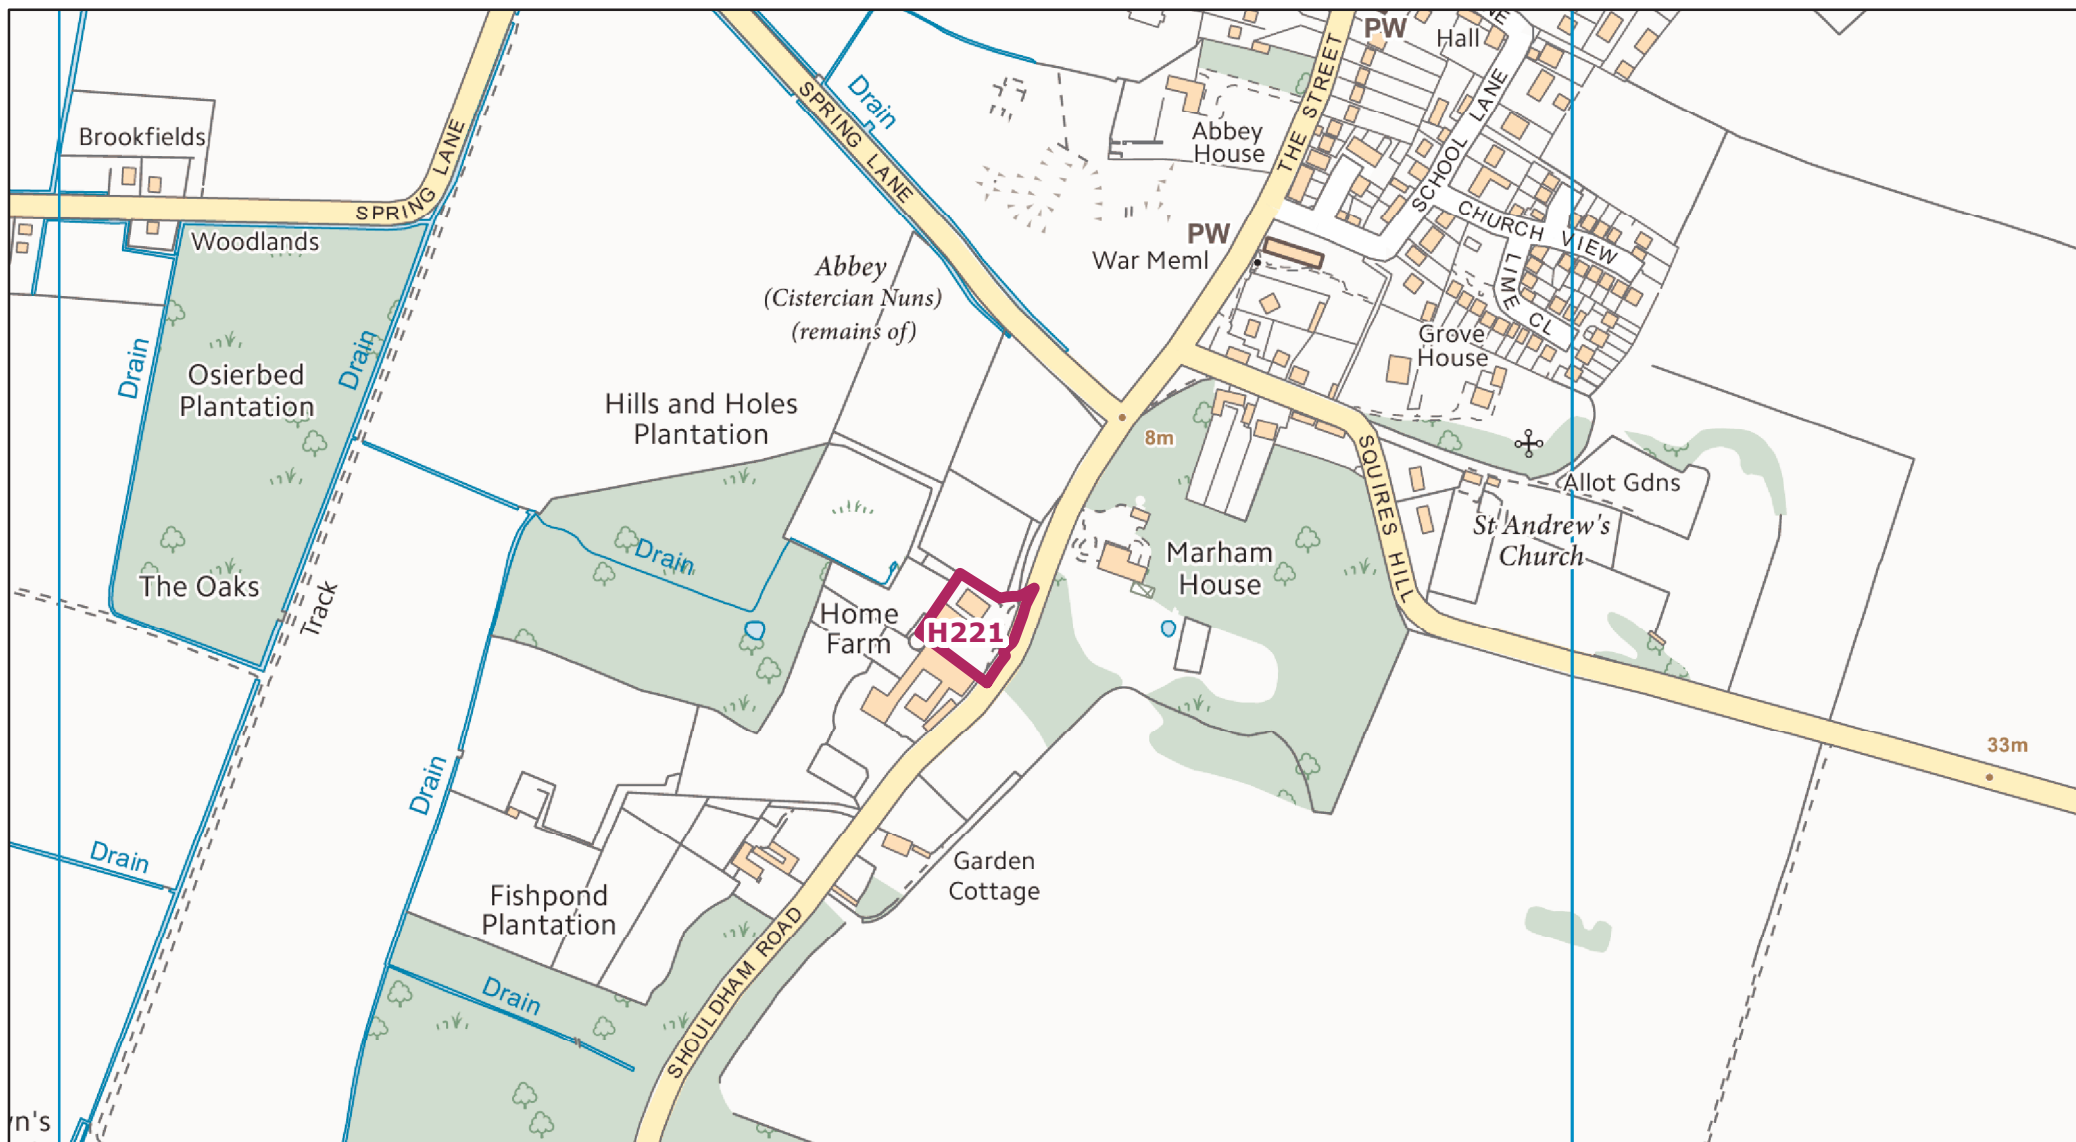 PW
Hall
THE STREET
SPRING LANE
Drain
Abbey
House
SCHOOL LANE
Brookfields
SPRING LANE
SPRING LANE
Woodlands
CHURCH VIEW
PW
War Meml
LIME CL
Abbey
(Cistercian Nuns)
(remains of)
Grove
House
Drain
Drain
Osierbed
Plantation
Hills and Holes
Plantation
8m
SQUIRES HILL
Allot Gdns
St Andrew's
Church
Drain
Marham
House
The Oaks
Track
Home
Farm
H221
33m
Drain
Drain
Garden
Cottage
Fishpond
Plantation
SHOULDHAM ROAD
Drain